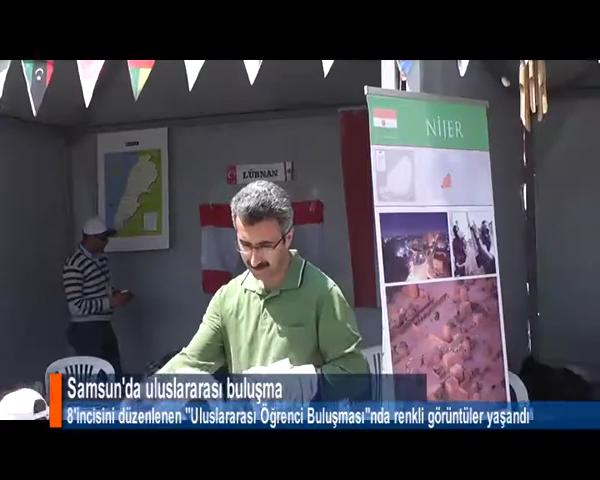 NİJER
LÜBNAN
Samsun'da uluslararası buluşma
8'incisini düzenlenen "Uluslararası Öğrenci Buluşması"nda renkli görüntüler yaşandı